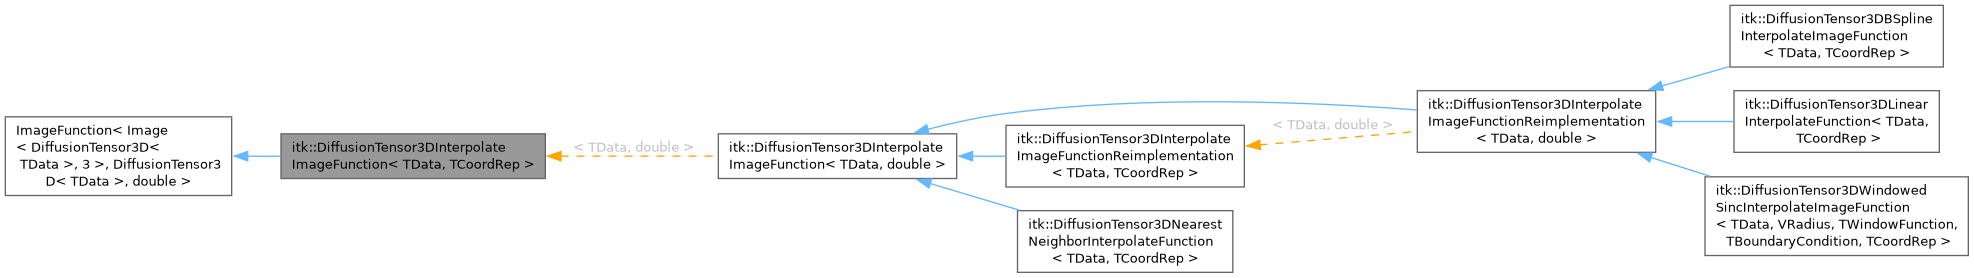 ImageFunction< Image
< DiffusionTensor3D<
TData >, 3 >, DiffusionTensor3
D< TData >, double >
itk::DiffusionTensor3DInterpolate
ImageFunction< TData, TCoordRep >
< TData, double >
itk::DiffusionTensor3DInterpolate
ImageFunction< TData, double >
itk::DiffusionTensor3DInterpolate
ImageFunctionReimplementation
< TData, TCoordRep >
itk::DiffusionTensor3DNearest
NeighborInterpolateFunction
< TData, TCoordRep >
< TData, double >
itk::DiffusionTensor3DInterpolate
ImageFunctionReimplementation
< TData, double >
itk::DiffusionTensor3DBSpline
InterpolateImageFunction
< TData, TCoordRep >
itk::DiffusionTensor3DLinear
InterpolateFunction< TData,
TCoordRep >
itk::DiffusionTensor3DWindowed
SincInterpolateImageFunction
< TData, VRadius, TWindowFunction,
TBoundaryCondition, TCoordRep >